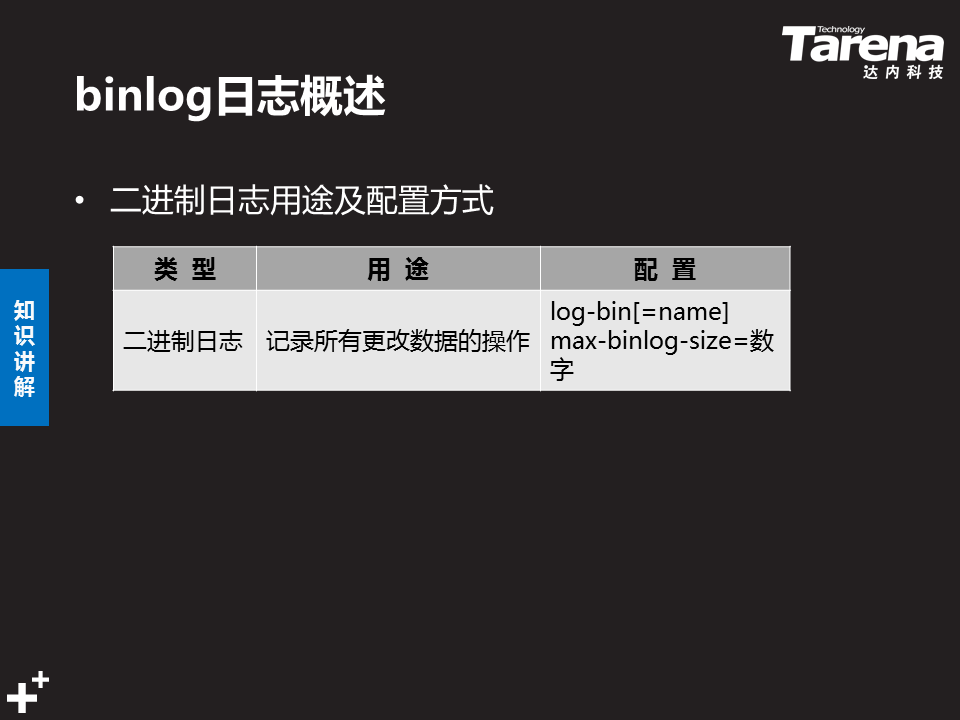 Technology
Tarena
达内科技
binlog日志概述
• 二进制日志用途及配置方式
类 型
用 途
配 置
二进制日志
记录所有更改数据的操作
log-bin[=name]
max-binlog-size=数
字
知
识
讲
解